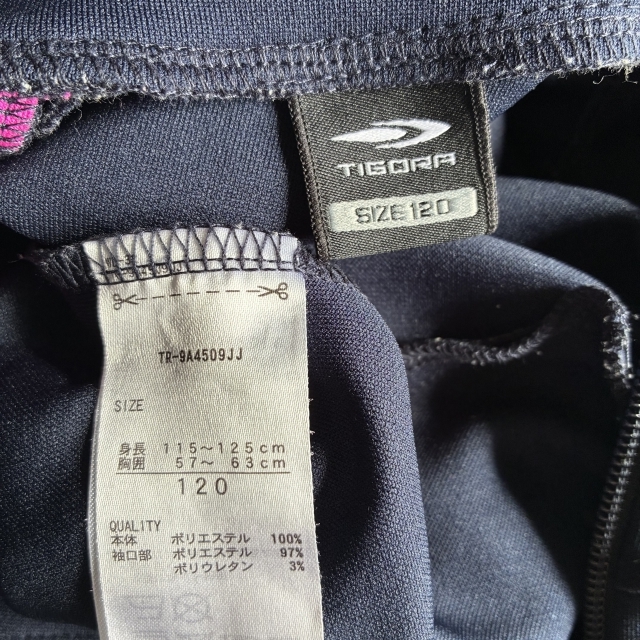 TIGORA
SIZE 120
TR-9A4509JJ
SIZE
身長 115～125cm
胸囲 57～ 63cm
120
QUALITY
本体 ポリエステル 100%
袖口部 ポリエステル 97%
ポリウレタン 3%